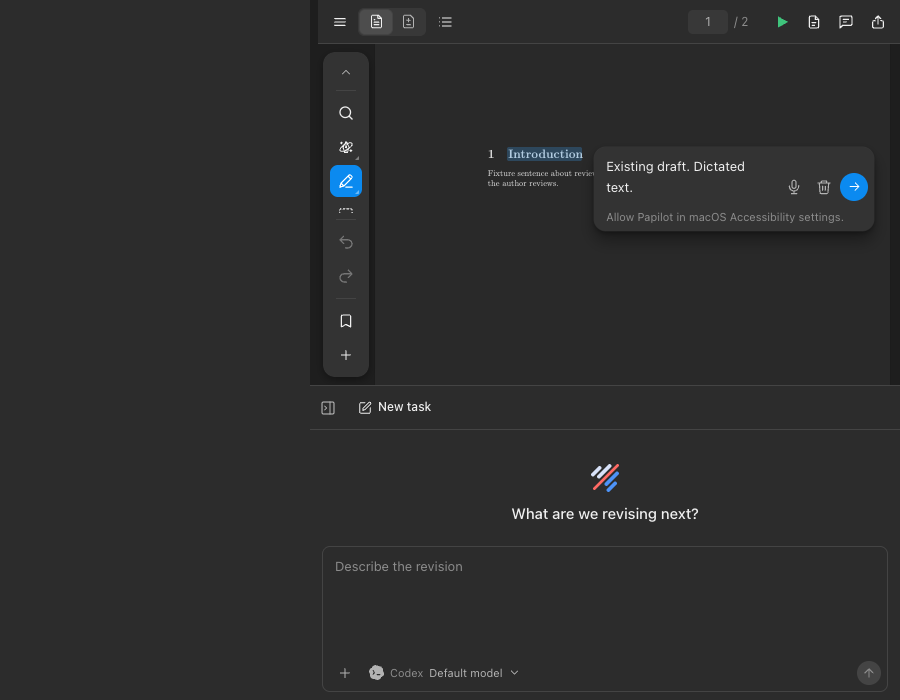 1 / 2
1 Introduction
Fixture sentence about
the author reviews.
Existing draft. Dictated
text.
Allow Papilot in macOS Accessibility settings.
New task
What are we revising next?
Describe the revision
Codex Default model